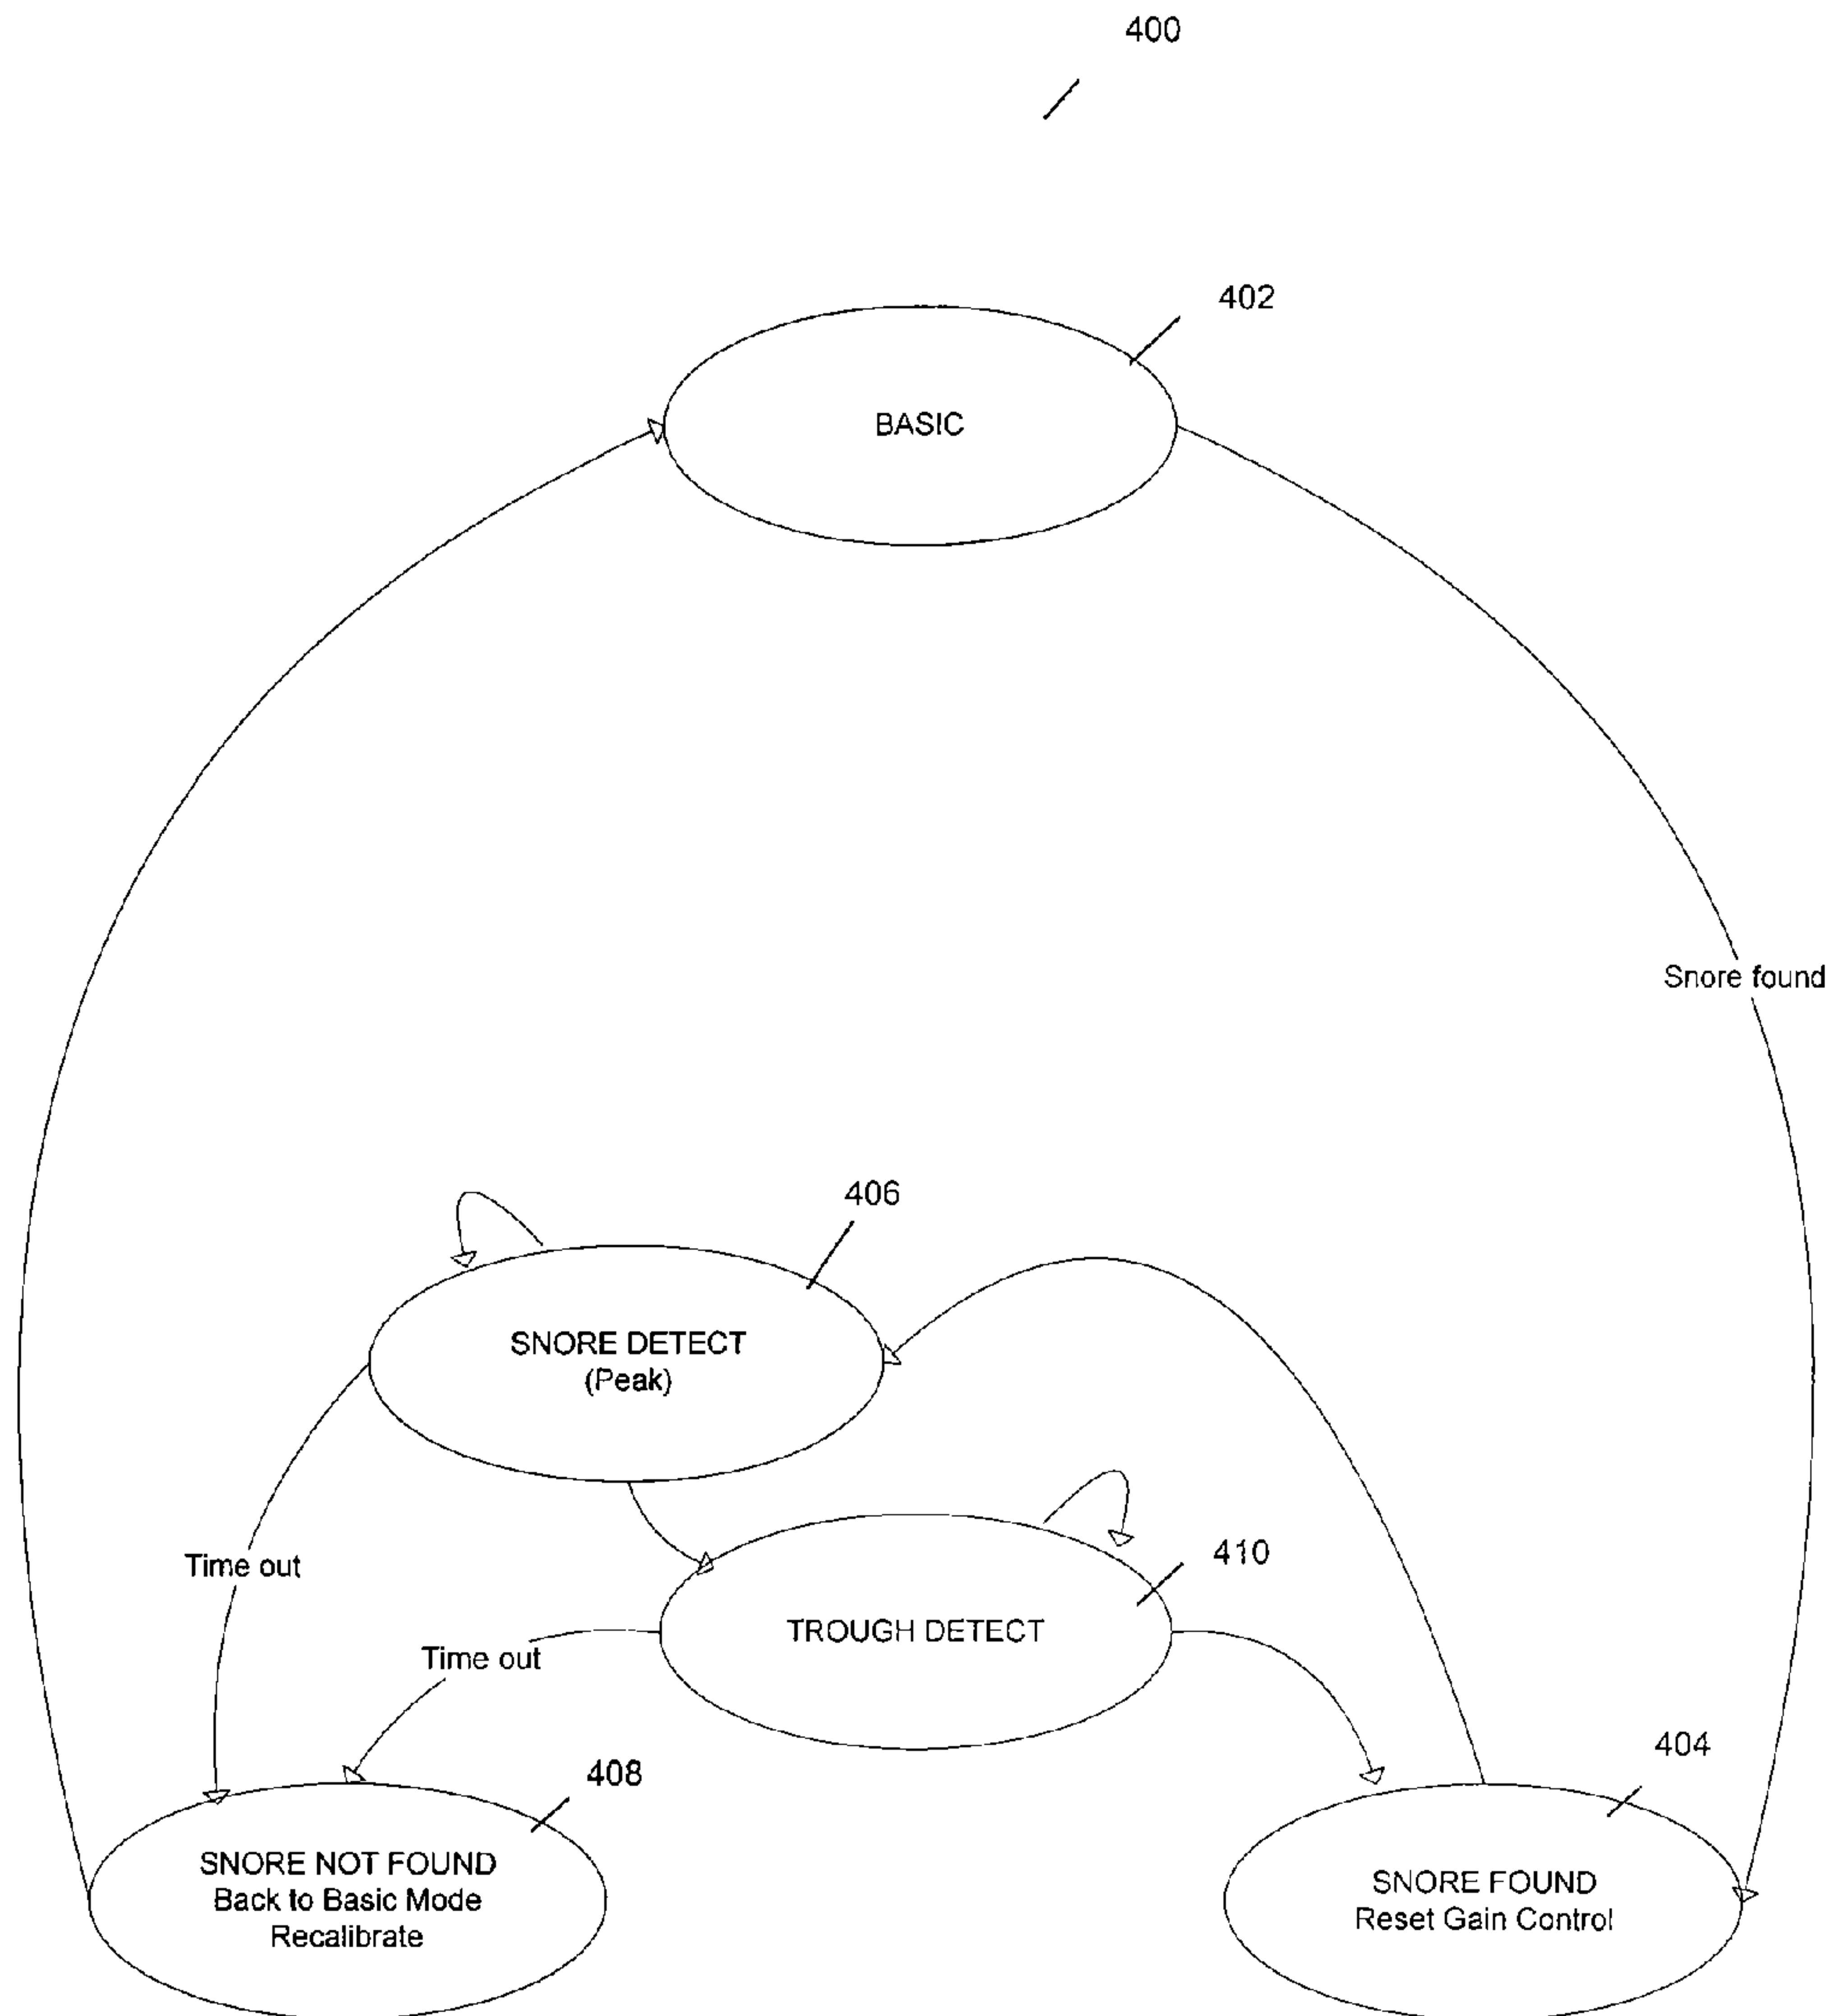 400
402
BASIC
Snore found
406
SNORE DETECT
(Peak)
410
Time out
TROUGH DETECT
Time out
404
408
SNORE NOT FOUND
Back to Basic Mode
Recalibrate
SNORE FOUND
Reset Gain Control